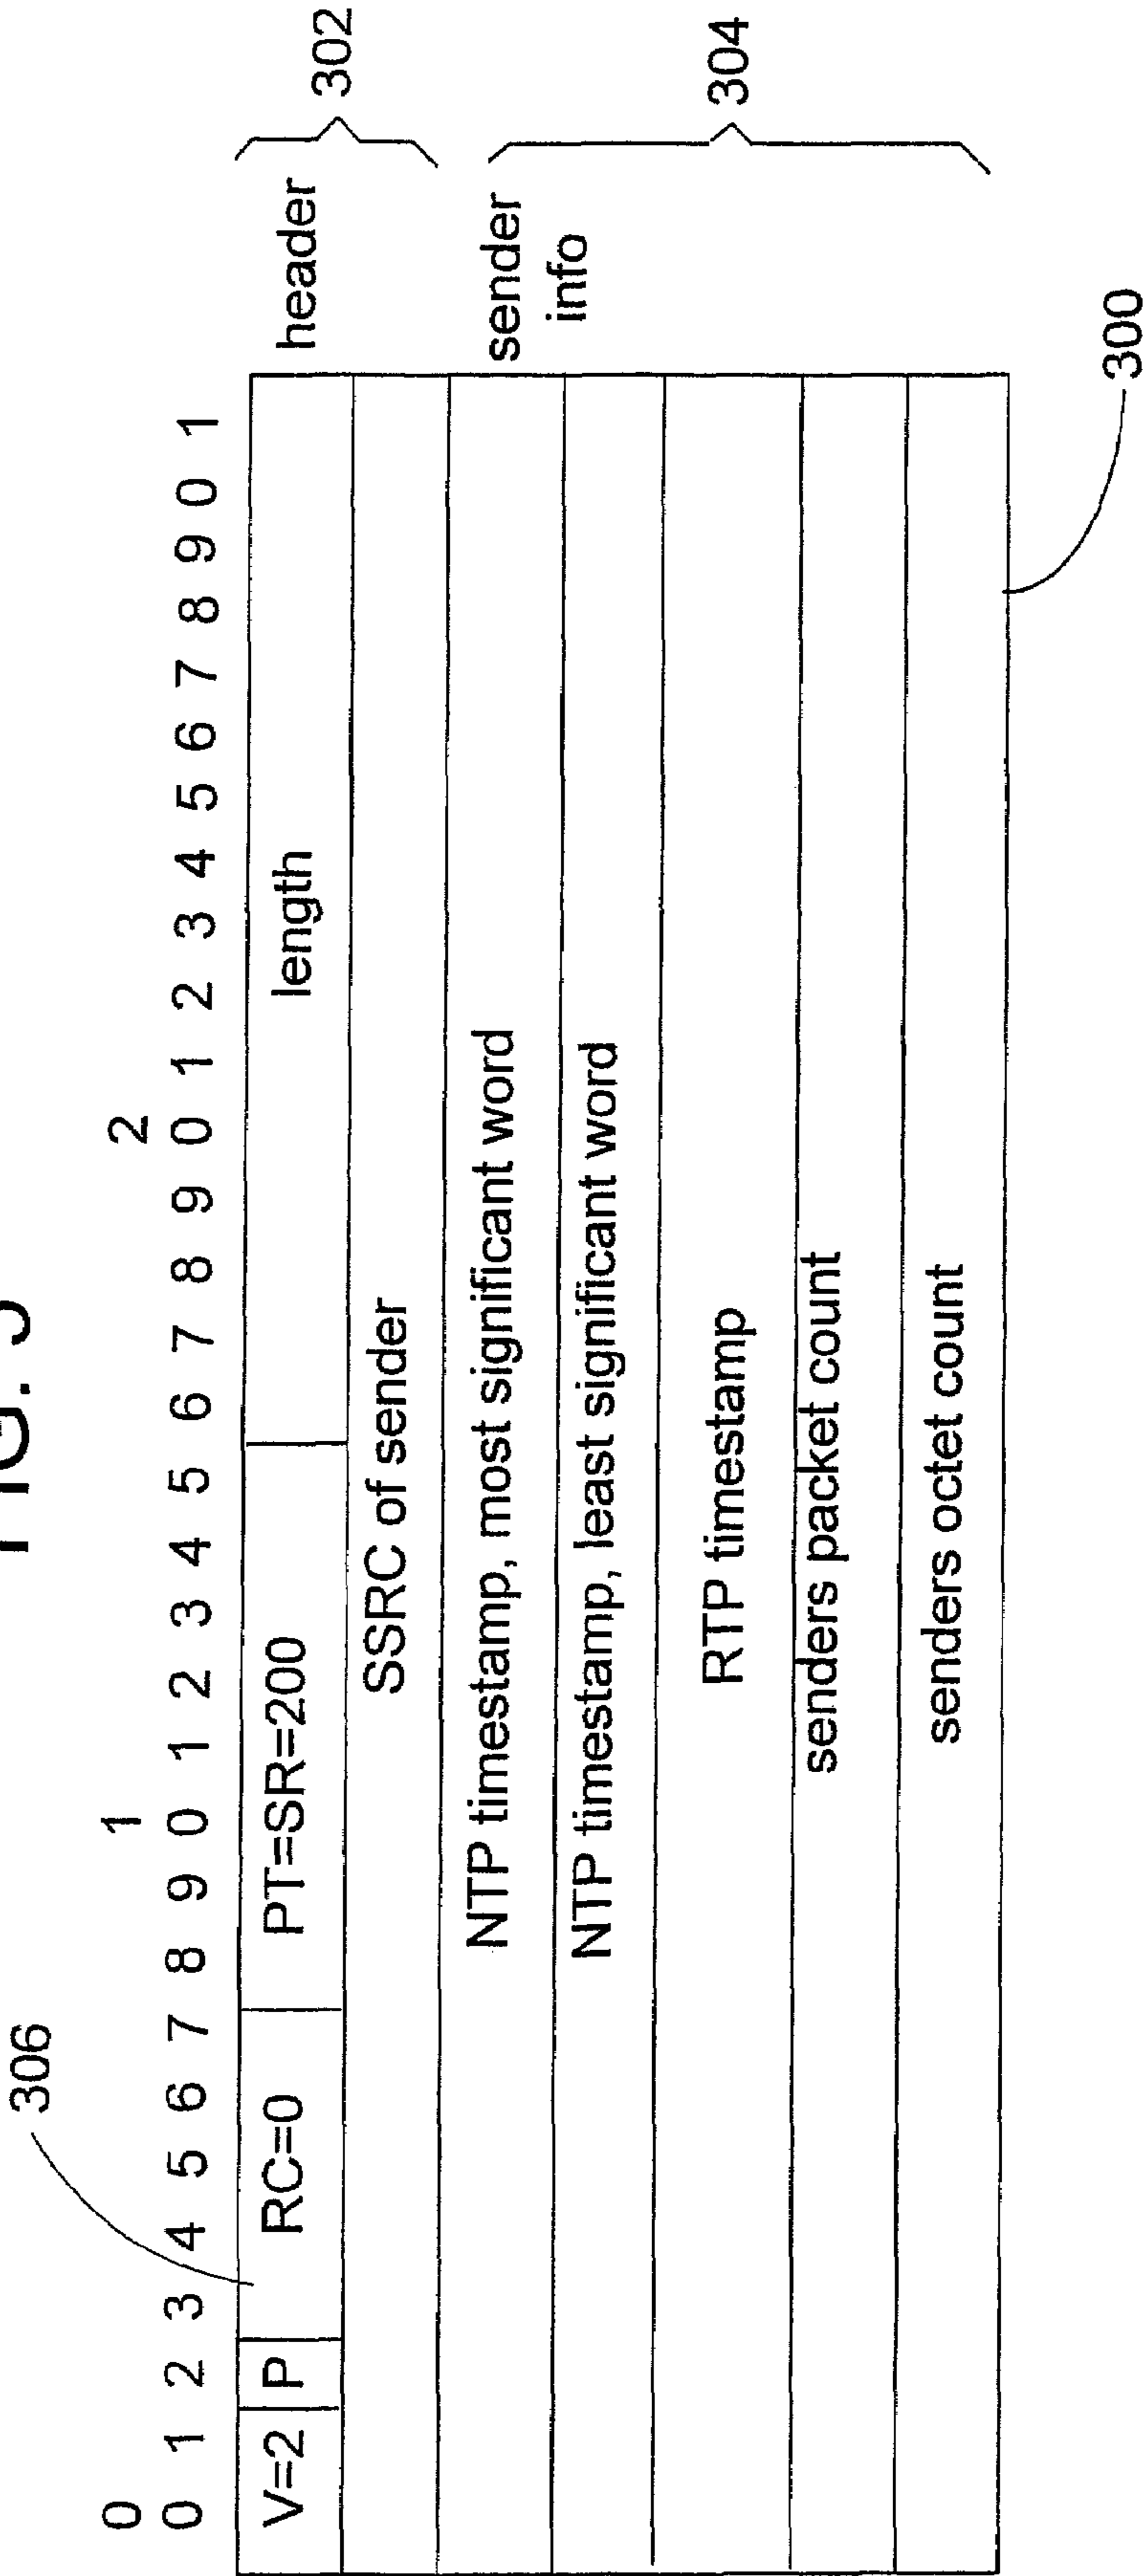 FIG. 3
306
0 1 2
0 1 2 3 4 5 6 7 8 9 0 1 2 3 4 5 6 7 8 9 0 1 2 3 4 5 6 7 8 9 0 1
V=2 P RC=0 PT=SR=200 length header 302
SSRC of sender
NTP timestamp, most significant word sender
info
NTP timestamp, least significant word
RTP timestamp 304
senders packet count
senders octet count
300